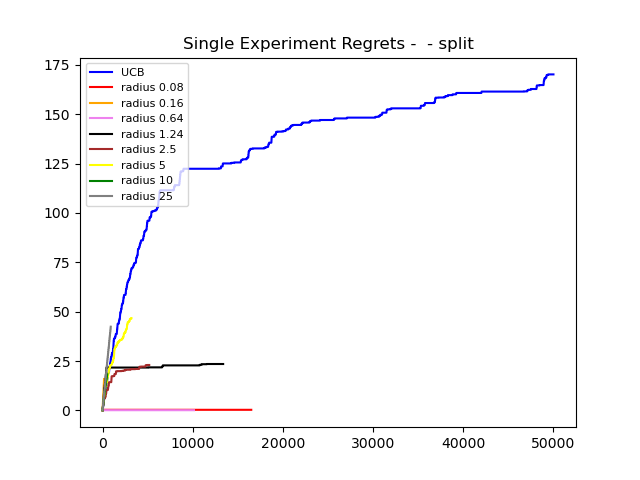 Single Experiment Regrets -  - split
175
150
125
100
75
50
25
0
UCB
radius 0.08
radius 0.16
radius 0.64
radius 1.24
radius 2.5
radius 5
radius 10
radius 25
0 10000 20000 30000 40000 50000